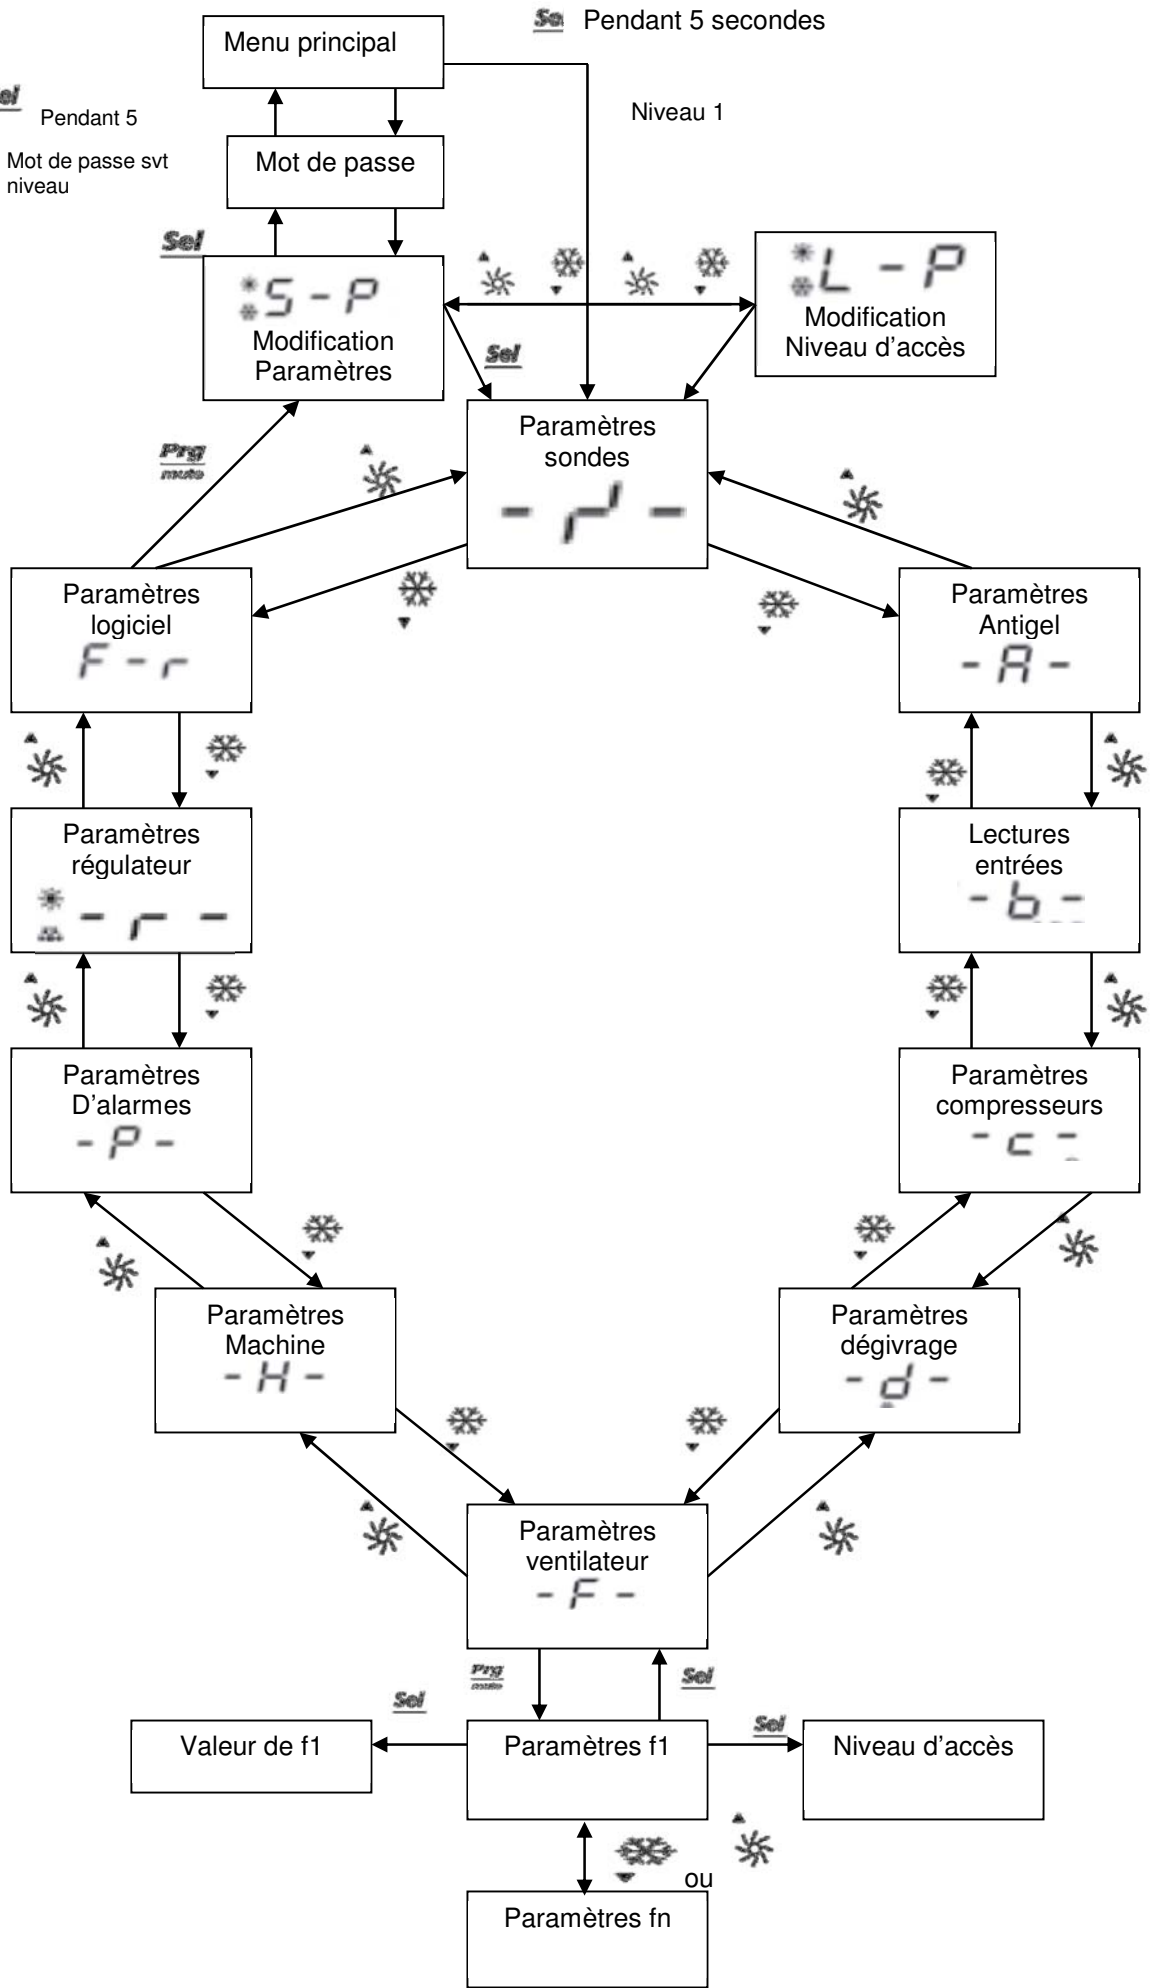 Sel Pendant 5 secondes
Menu principal
Pendant 5
Niveau 1
Mot de passe svt
niveau
Mot de passe
Sel
S - P
Modification
Paramètres
L - P
Modification
Niveau d'accès
Sel
Paramètres
sondes
Prg
mute
Paramètres
logiciel
F - r
Paramètres
Antigel
- A -
Paramètres
régulateur
- r -
Lectures
entrées
- b -
Paramètres
D'alarmes
- P -
Paramètres
compresseurs
- c -
Paramètres
Machine
- H -
Paramètres
dégivrage
- d -
Paramètres
ventilateur
- F -
Prg
mute
Sel
Sel
Sel
Valeur de f1
Paramètres f1
Niveau d'accès
ou
Paramètres fn